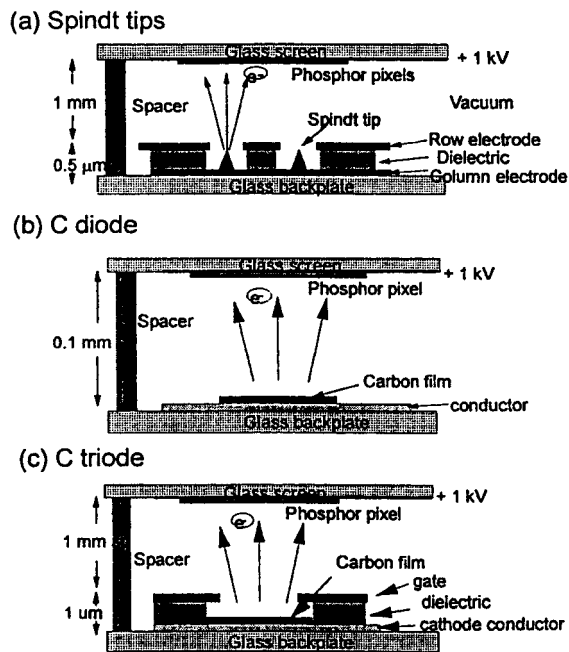 (a) Spindt tips
Glass screen
+ 1 kV
Phosphor pixels
e-
1 mm
Spacer
Vacuum
Spindt tip
Row electrode
0.5 μm
Dielectric
Golumn electrode
Glass backplate
(b) C diode
Glass screen
+ 1 kV
Phosphor pixel
e-
Spacer
0.1 mm
Carbon film
conductor
Glass backplate
(c) C triode
Glass screen
+ 1 kV
Phosphor pixel
e-
1 mm
Spacer
Carbon film
gate
1 um
dielectric
cathode conductor
Glass backplate